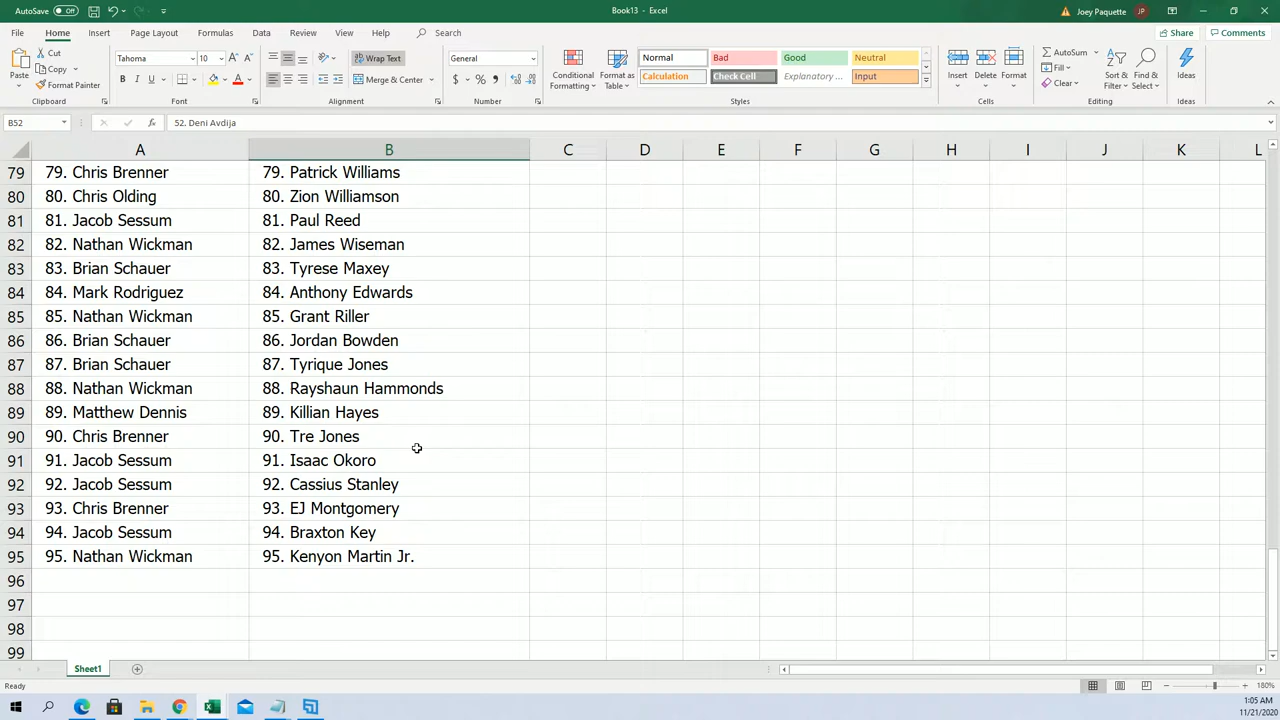 AutoSave Off Book13 - Excel Joey Paquette JP
File Home Insert Page Layout Formulas Data Review View Help Search Share Comments
Paste Cut Copy Format Painter Clipboard
Tahoma 10 B I U A Font
Wrap Text Merge & Center Alignment
General $ % Number
Conditional Formatting Format as Table
Normal Bad Good Neutral
Calculation Check Cell Explanatory ... Input
Styles
Insert Delete Format Cells
AutoSum Fill Clear Sort & Filter Find & Select Editing
Ideas Ideas
B52 fx 52. Deni Avdija
A B C D E F G H I J K L
79 79. Chris Brenner 79. Patrick Williams
80 80. Chris Olding 80. Zion Williamson
81 81. Jacob Sessum 81. Paul Reed
82 82. Nathan Wickman 82. James Wiseman
83 83. Brian Schauer 83. Tyrese Maxey
84 84. Mark Rodriguez 84. Anthony Edwards
85 85. Nathan Wickman 85. Grant Riller
86 86. Brian Schauer 86. Jordan Bowden
87 87. Brian Schauer 87. Tyrique Jones
88 88. Nathan Wickman 88. Rayshaun Hammonds
89 89. Matthew Dennis 89. Killian Hayes
90 90. Chris Brenner 90. Tre Jones
91 91. Jacob Sessum 91. Isaac Okoro
92 92. Jacob Sessum 92. Cassius Stanley
93 93. Chris Brenner 93. EJ Montgomery
94 94. Jacob Sessum 94. Braxton Key
95 95. Nathan Wickman 95. Kenyon Martin Jr.
96
97
98
99
Sheet1
Ready 180%
1:05 AM
11/21/2020